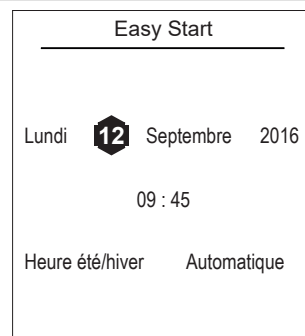 Easy Start
Lundi 12 Septembre 2016
09 : 45
Heure été/hiver Automatique